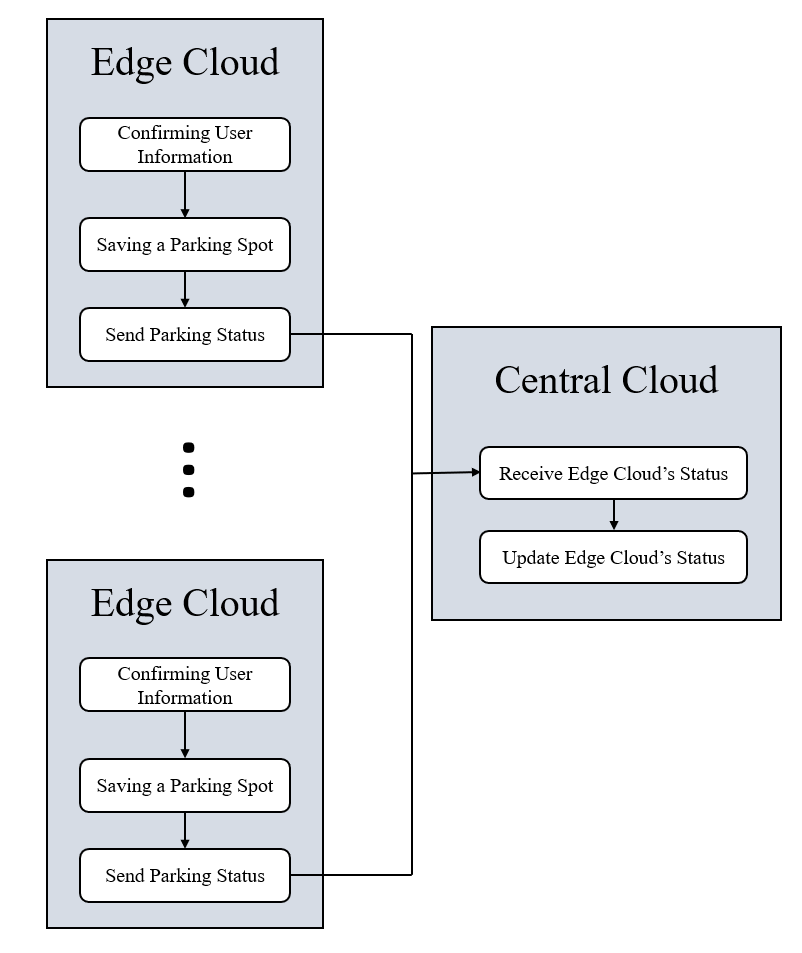 Edge Cloud
Confirming User
Information
Saving a Parking Spot
Send Parking Status
Central Cloud
Receive Edge Cloud’s Status
Update Edge Cloud’s Status
Edge Cloud
Confirming User
Information
Saving a Parking Spot
Send Parking Status